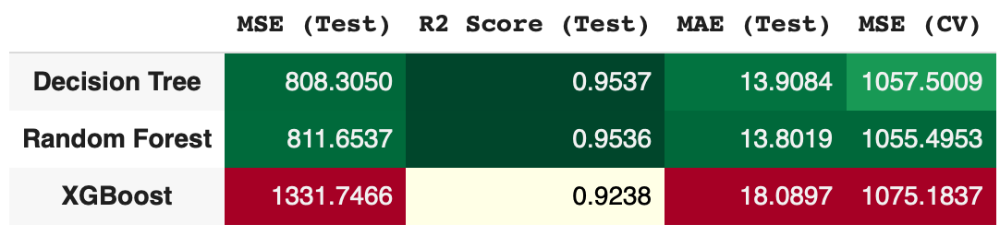 MSE (Test) R2 Score (Test) MAE (Test) MSE (CV)
Decision Tree 808.3050 0.9537 13.9084 1057.5009
Random Forest 811.6537 0.9536 13.8019 1055.4953
XGBoost 1331.7466 0.9238 18.0897 1075.1837